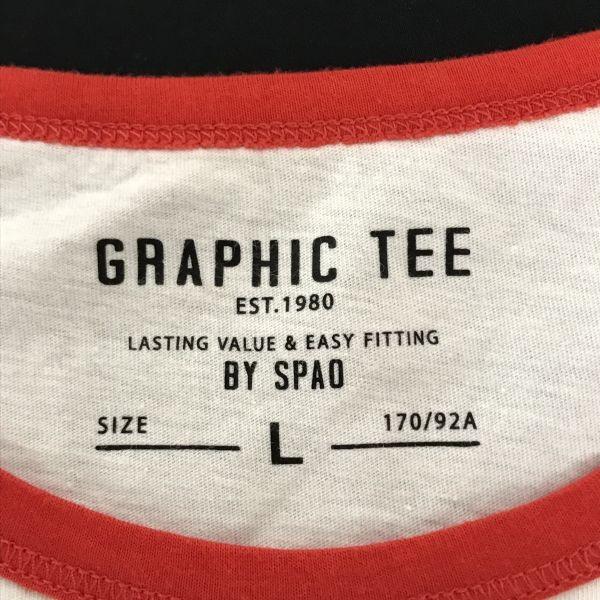 GRAPHIC TEE
EST.1980
LASTING VALUE & EASY FITTING
BY SPAO
SIZE L 170/92A